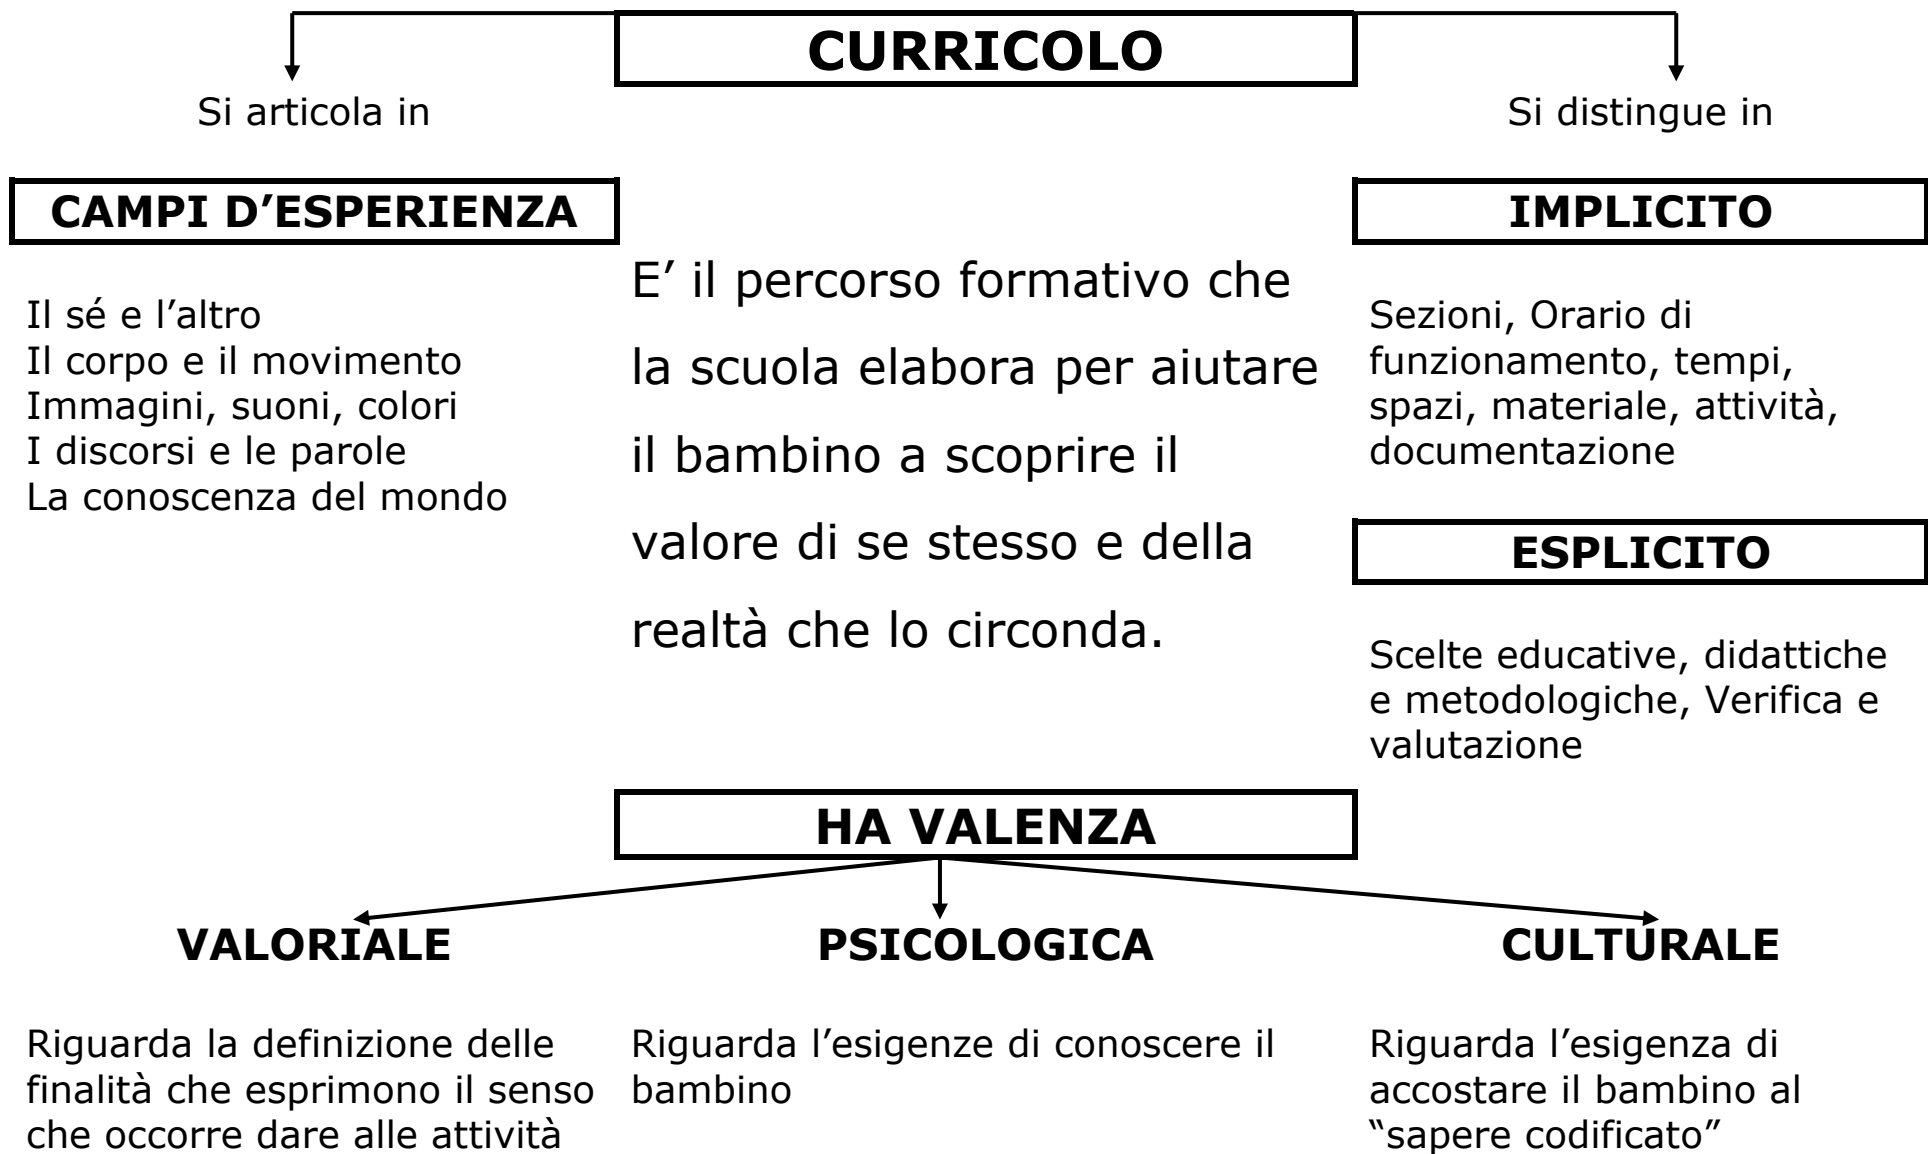 CURRICOLO
Si articola in
Si distingue in
CAMPI D’ESPERIENZA
Il sé e l’altro
Il corpo e il movimento
Immagini, suoni, colori
I discorsi e le parole
La conoscenza del mondo
E’ il percorso formativo che
la scuola elabora per aiutare
il bambino a scoprire il
valore di se stesso e della
realtà che lo circonda.
IMPLICITO
Sezioni, Orario di
funzionamento, tempi,
spazi, materiale, attività,
documentazione
ESPLICITO
Scelte educative, didattiche
e metodologiche, Verifica e
valutazione
HA VALENZA
VALORIALE
Riguarda la definizione delle
finalità che esprimono il senso
che occorre dare alle attività
PSICOLOGICA
Riguarda l’esigenze di conoscere il
bambino
CULTURALE
Riguarda l’esigenza di
accostare il bambino al
“sapere codificato”